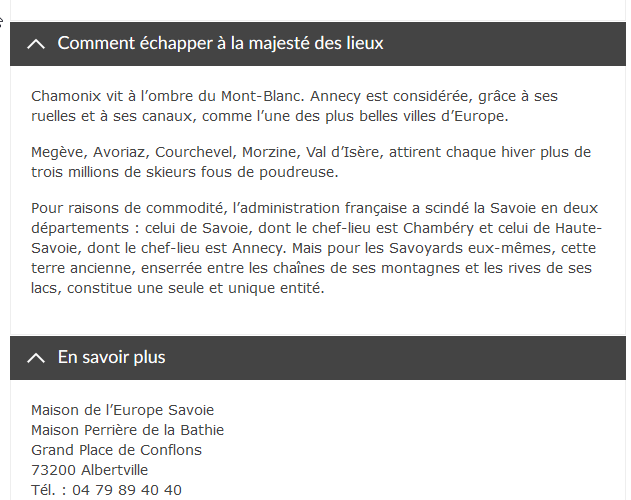 Comment échapper à la majesté des lieux
Chamonix vit à l’ombre du Mont-Blanc. Annecy est considérée, grâce à ses
ruelles et à ses canaux, comme l’une des plus belles villes d’Europe.
Megève, Avoriaz, Courchevel, Morzine, Val d’Isère, attirent chaque hiver plus de
trois millions de skieurs fous de poudreuse.
Pour raisons de commodité, l’administration française a scindé la Savoie en deux
départements : celui de Savoie, dont le chef-lieu est Chambéry et celui de Haute-
Savoie, dont le chef-lieu est Annecy. Mais pour les Savoyards eux-mêmes, cette
terre ancienne, enserrée entre les chaînes de ses montagnes et les rives de ses
lacs, constitue une seule et unique entité.
En savoir plus
Maison de l’Europe Savoie
Maison Perrière de la Bathie
Grand Place de Conflons
73200 Albertville
Tél. : 04 79 89 40 40